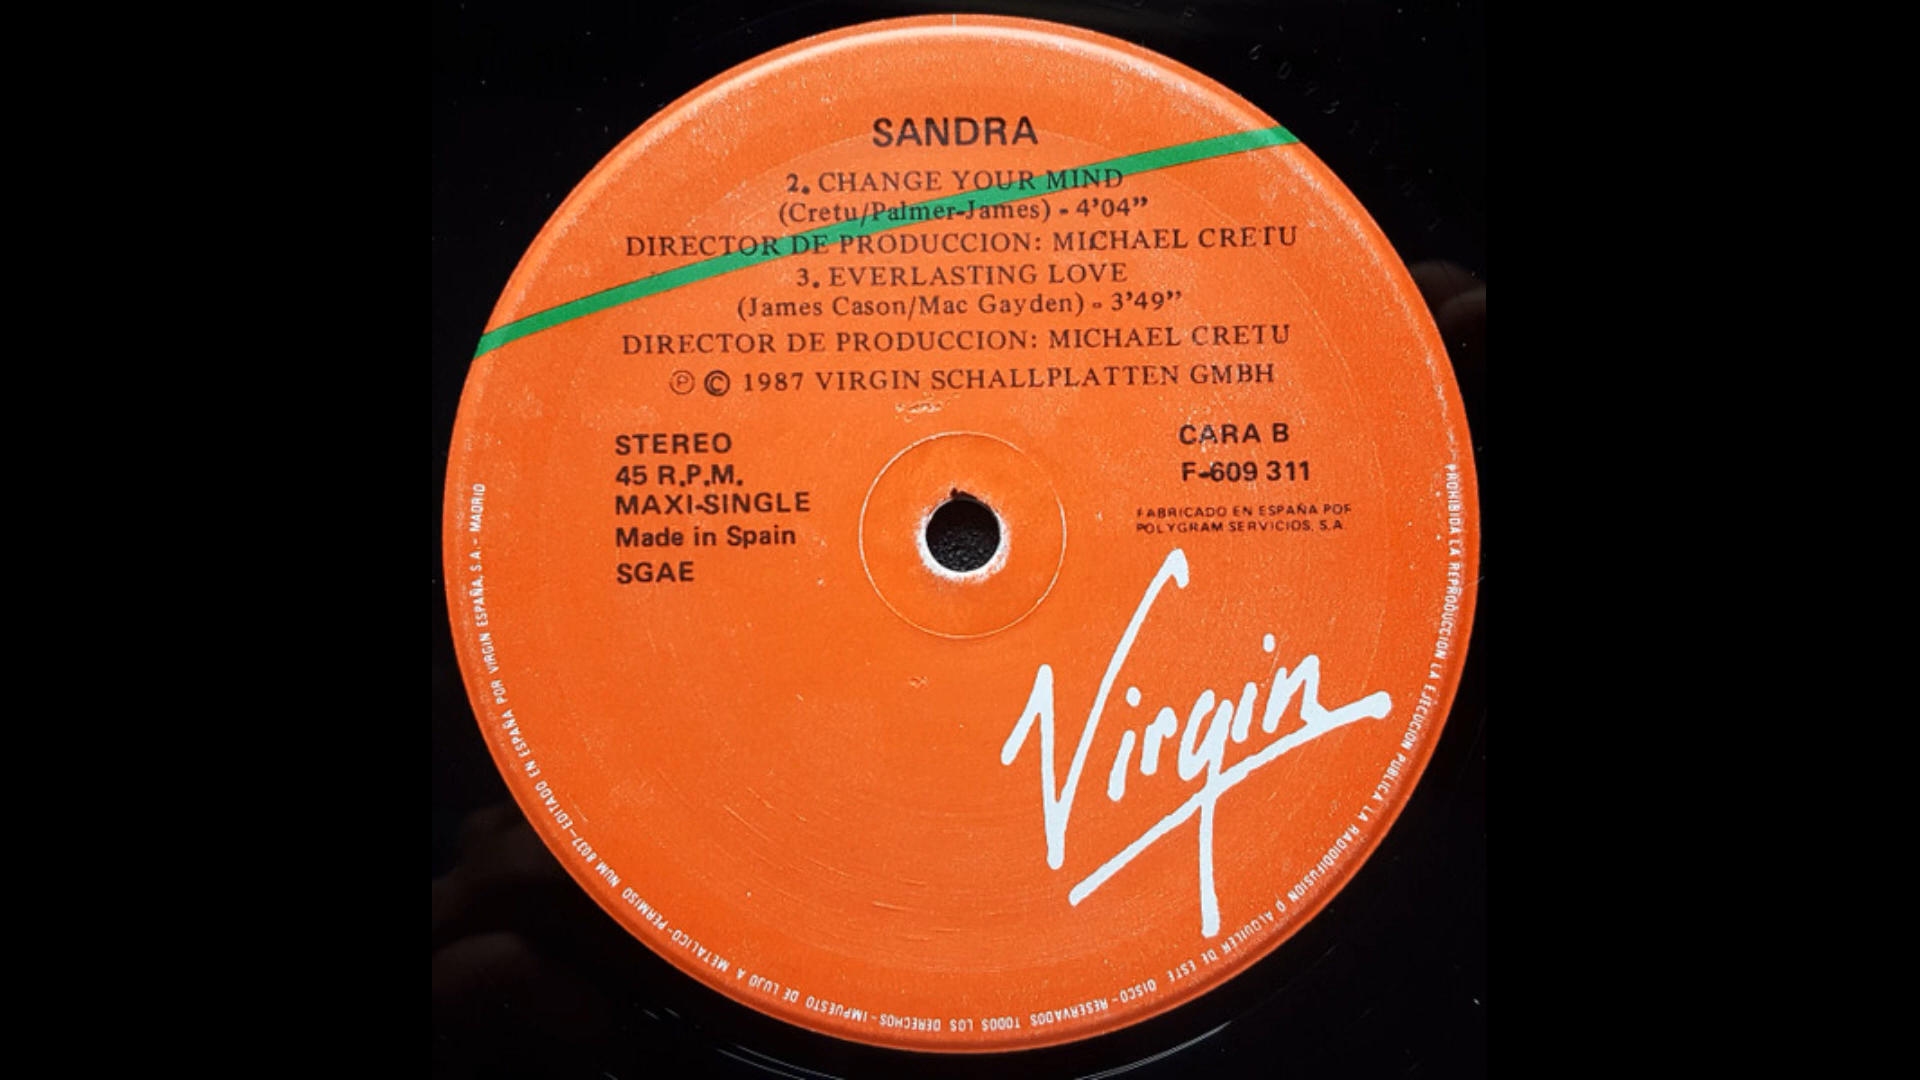 SANDRA
2. CHANGE YOUR MIND
(Cretu/Palmer-James) - 4'04"
DIRECTOR DE PRODUCCION: MICHAEL CRETU
3. EVERLASTING LOVE
(James Cason/Mac Gayden) - 3'49"
DIRECTOR DE PRODUCCION: MICHAEL CRETU
Ⓟ © 1987 VIRGIN SCHALLPLATTEN GMBH
STEREO
45 R.P.M.
MAXI-SINGLE
Made in Spain
SGAE
CARA B
F-609 311
FABRICADO EN ESPAÑA POR
POLYGRAM SERVICIOS, S.A.
Virgin
PROHIBIDA LA REPRODUCCION LA EJECUCION PUBLICA LA RADIODIFUSION O ALQUILER DE ESTE DISCO-RESERVADOS TODOS LOS DERECHOS-IMPUESTO DE LUJO A METALICO-PERMISO NUM. 8037-EDITADO EN ESPAÑA POR VIRGIN ESPAÑA, S.A.-MADRID